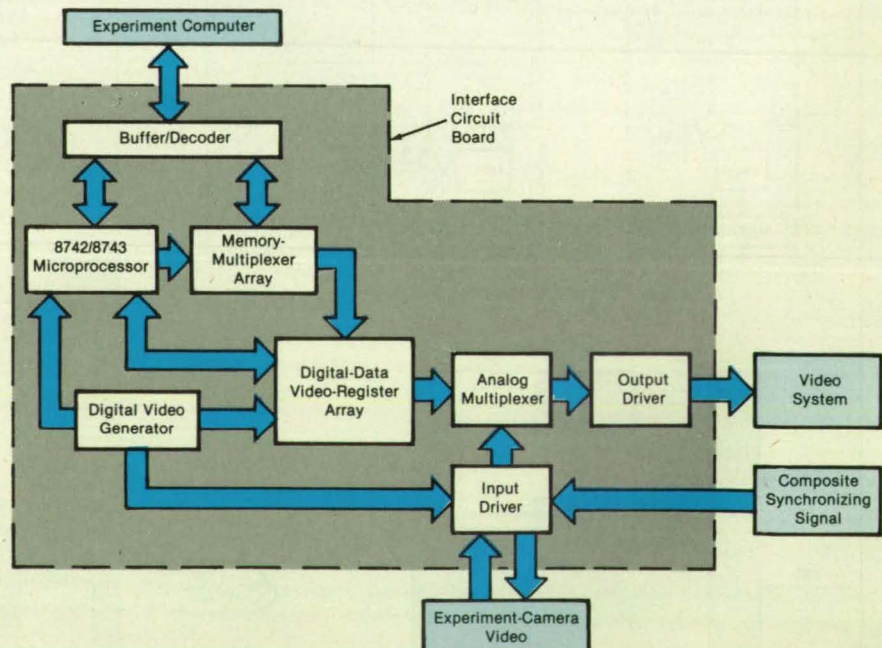 Experiment Computer
Interface
Circuit
Board
Buffer/Decoder
8742/8743
Microprocessor
Memory-
Multiplexer
Array
Digital-Data
Video-Register
Array
Analog
Multiplexer
Output
Driver
Video
System
Digital Video
Generator
Input
Driver
Composite
Synchronizing
Signal
Experiment-Camera
Video